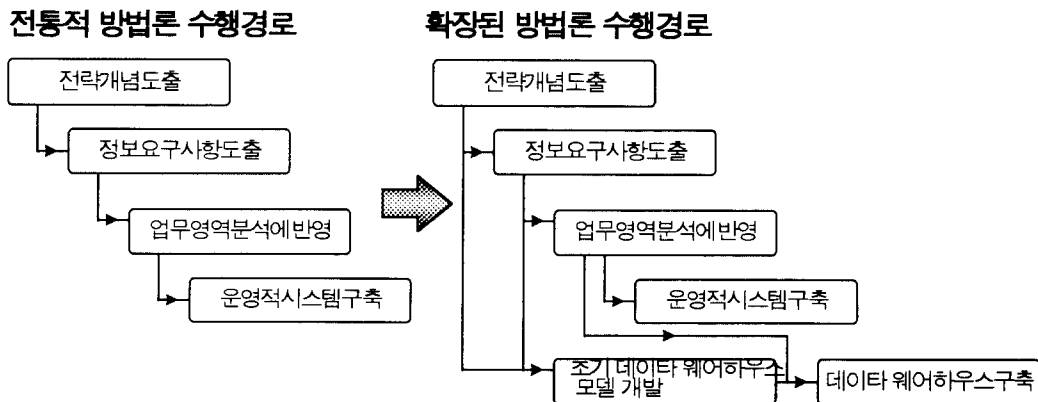 전통적 방법론 수행경로
전략개념도출
정보요구사항도출
업무영역분석에반영
운영적시스템구축
확장된 방법론 수행경로
전략개념도출
정보요구사항도출
업무영역분석에반영
운영적시스템구축
초기 데이타 웨어하우스
모델 개발
데이타 웨어하우스구축